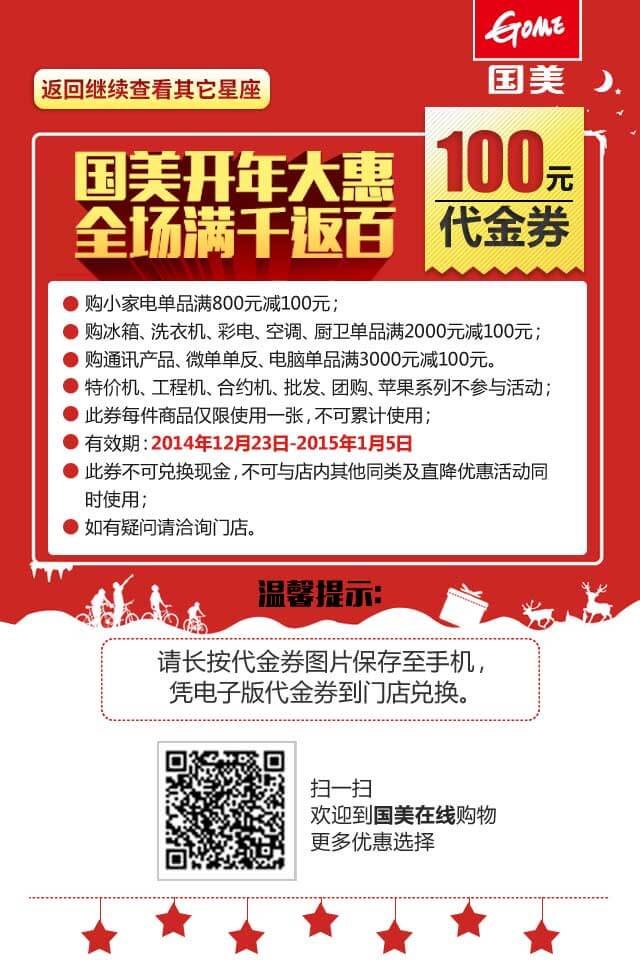 GOME
国美
返回继续查看其它星座
国美开年大惠
全场满千返百
100元
代金券
购小家电单品满800元减100元；
购冰箱、洗衣机、彩电、空调、厨卫单品满2000元减100元；
购通讯产品、微单单反、电脑单品满3000元减100元。
特价机、工程机、合约机、批发、团购、苹果系列不参与活动；
此券每件商品仅限使用一张，不可累计使用；
有效期：2014年12月23日-2015年1月5日
此券不可兑换现金，不可与店内其他同类及直降优惠活动同
时使用；
如有疑问请洽询门店。
温馨提示：
请长按代金券图片保存至手机，
凭电子版代金券到门店兑换。
扫一扫
欢迎到国美在线购物
更多优惠选择